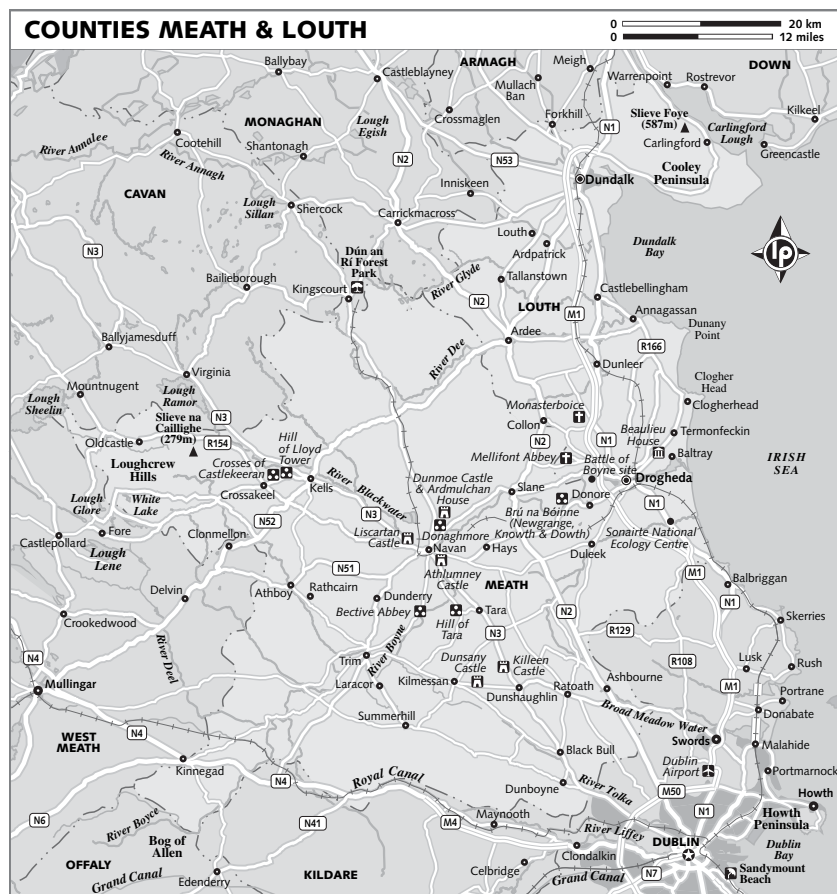 COUNTIES MEATH & LOUTH
0 20 km
0 12 miles
Ballybay
ARMAGH
Meigh
DOWN
Castleblayney
Mullach
Ban
Warrenpoint
Rostrevor
Crossmaglen
Forkhill
Slieve Foye
(587m)
Kilkeel
MONAGHAN
Lough
Egish
N1
Carlingford
Lough
Cootehill
River Annalee
River Annagh
Shantonagh
N2
N53
Carlingford
Greencastle
Cooley
Peninsula
CAVAN
Inniskeen
Dundalk
Lough
Sillan
Shercock
Carrickmacross
lp
N3
Louth
Ardpatrick
Dundalk
Bay
Dún an
Rí Forest
Park
Bailieborough
Kingscourt
River Glyde
Tallanstown
N2
LOUTH
Castlebellingham
M1
Annagassan
Dunany
Point
Ballyjamesduff
Ardee
R166
River Dee
Dunleer
Virginia
Mountnugent
Lough
Ramor
Lough
Sheelin
Clogher
Head
Clogherhead
Slieve na
Caillighe
(279m)
N3
Monasterboice
Collon
Beaulieu
House
Termonfeckin
Oldcastle
R154
Hill
of Lloyd
Tower
N2
N1
Mellifont Abbey
Battle of
Boyne site
Baltray
IRISH
SEA
Loughcrew
Hills
Crosses of
Castlekeeran
Crossakeel
Kells
River Blackwater
Dunmoe Castle
& Ardmulchan
House
Slane
Drogheda
Donore
Lough
Glore
White
Lake
N52
N3
Brú na Bóinne
(Newgrange,
Knowth & Dowth)
N1
Fore
Castlepollard
Lough
Lene
Clonmellon
Liscartan
Castle
Donaghmore
Navan
Hays
Duleek
Sonairte National
Ecology Centre
N51
Athlumney
Castle
MEATH
M1
Balbriggan
N1
Delvin
Athboy
Rathcairn
Dunderry
Bective Abbey
Hill of
Tara
Tara
N2
Crookedwood
Skerries
River Deel
River Boyne
N3
R129
N4
Trim
Dunsany
Castle
Killeen
Castle
R108
Lusk
Rush
Mullingar
Laracor
Kilmessan
Dunshaughlin
Ratoath
Ashbourne
M1
Portrane
Summerhill
Broad Meadow Water
Donabate
WEST
MEATH
N4
Swords
Malahide
Black Bull
Kinnegad
Dublin
Airport
Portmarnock
N4
Royal Canal
Dunboyne
River Tolka
M50
Howth
N6
River Boyce
N41
M4
Maynooth
N1
Howth
Peninsula
Bog of
Allen
River Liffey
DUBLIN
Dublin
Bay
OFFALY
Clondalkin
Grand Canal
Edenderry
KILDARE
Celbridge
Grand Canal
N7
Sandymount
Beach